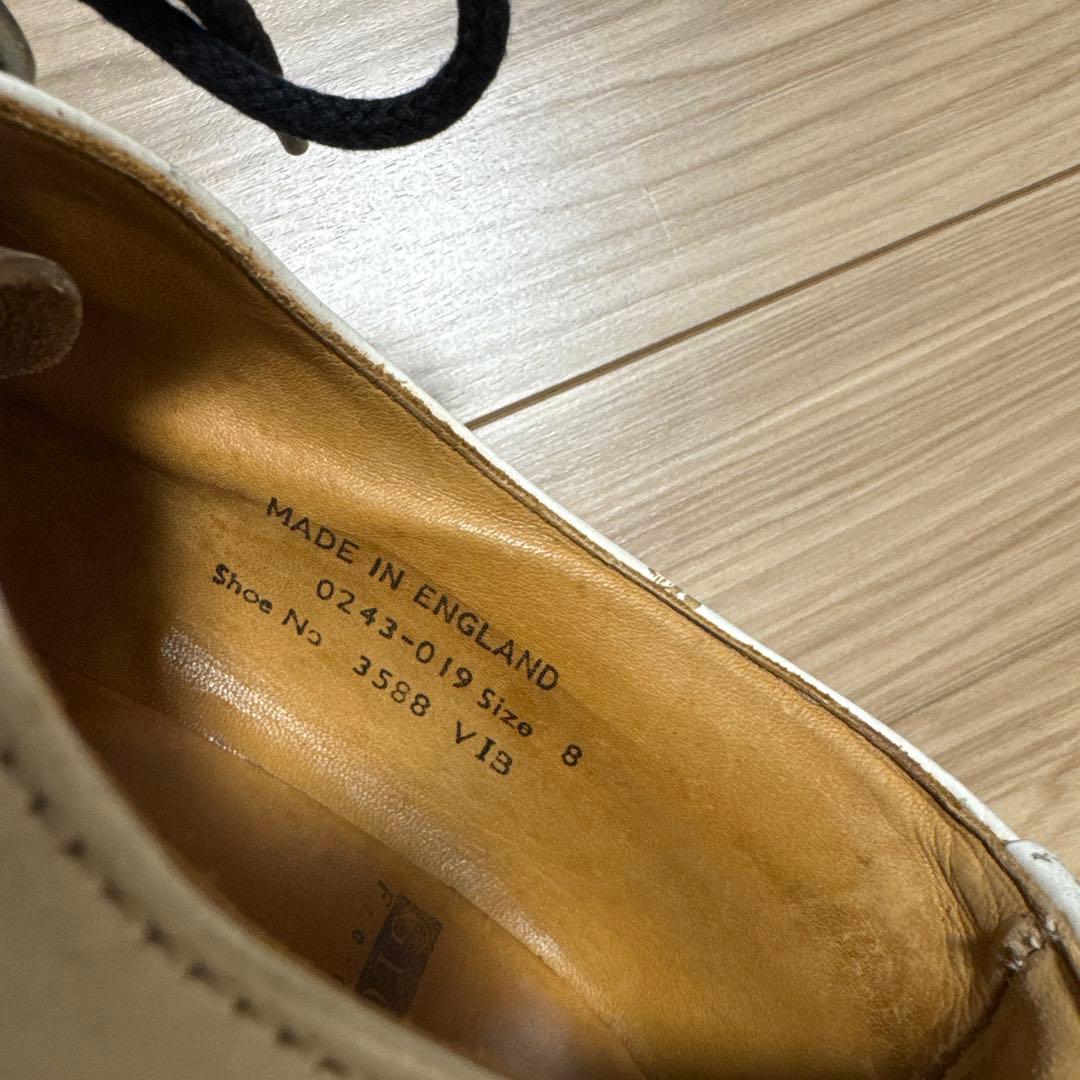 MADE IN ENGLAND
0243-019 Size 8
Shoe No 3588 VIB